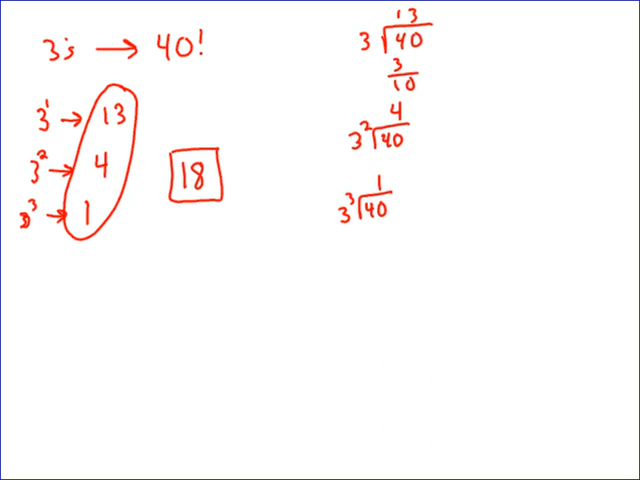 3's → 40!
3¹ → 13
3² → 4
3³ → 1
18
13
3 √40
3
10
4
3² √40
1
3³ √40